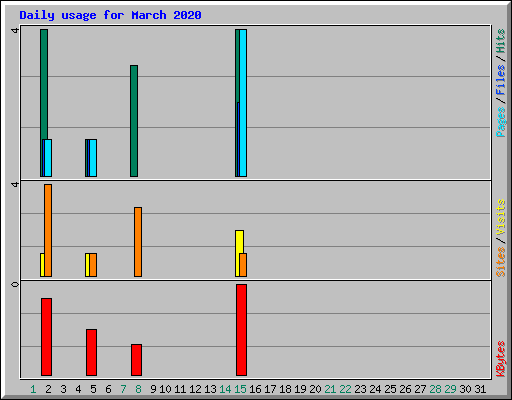 Daily usage for March 2020
4
4
0
Pages / Files / Hits
Sites / Visits
KBytes
1 2 3 4 5 6 7 8 9 10 11 12 13 14 15 16 17 18 19 20 21 22 23 24 25 26 27 28 29 30 31